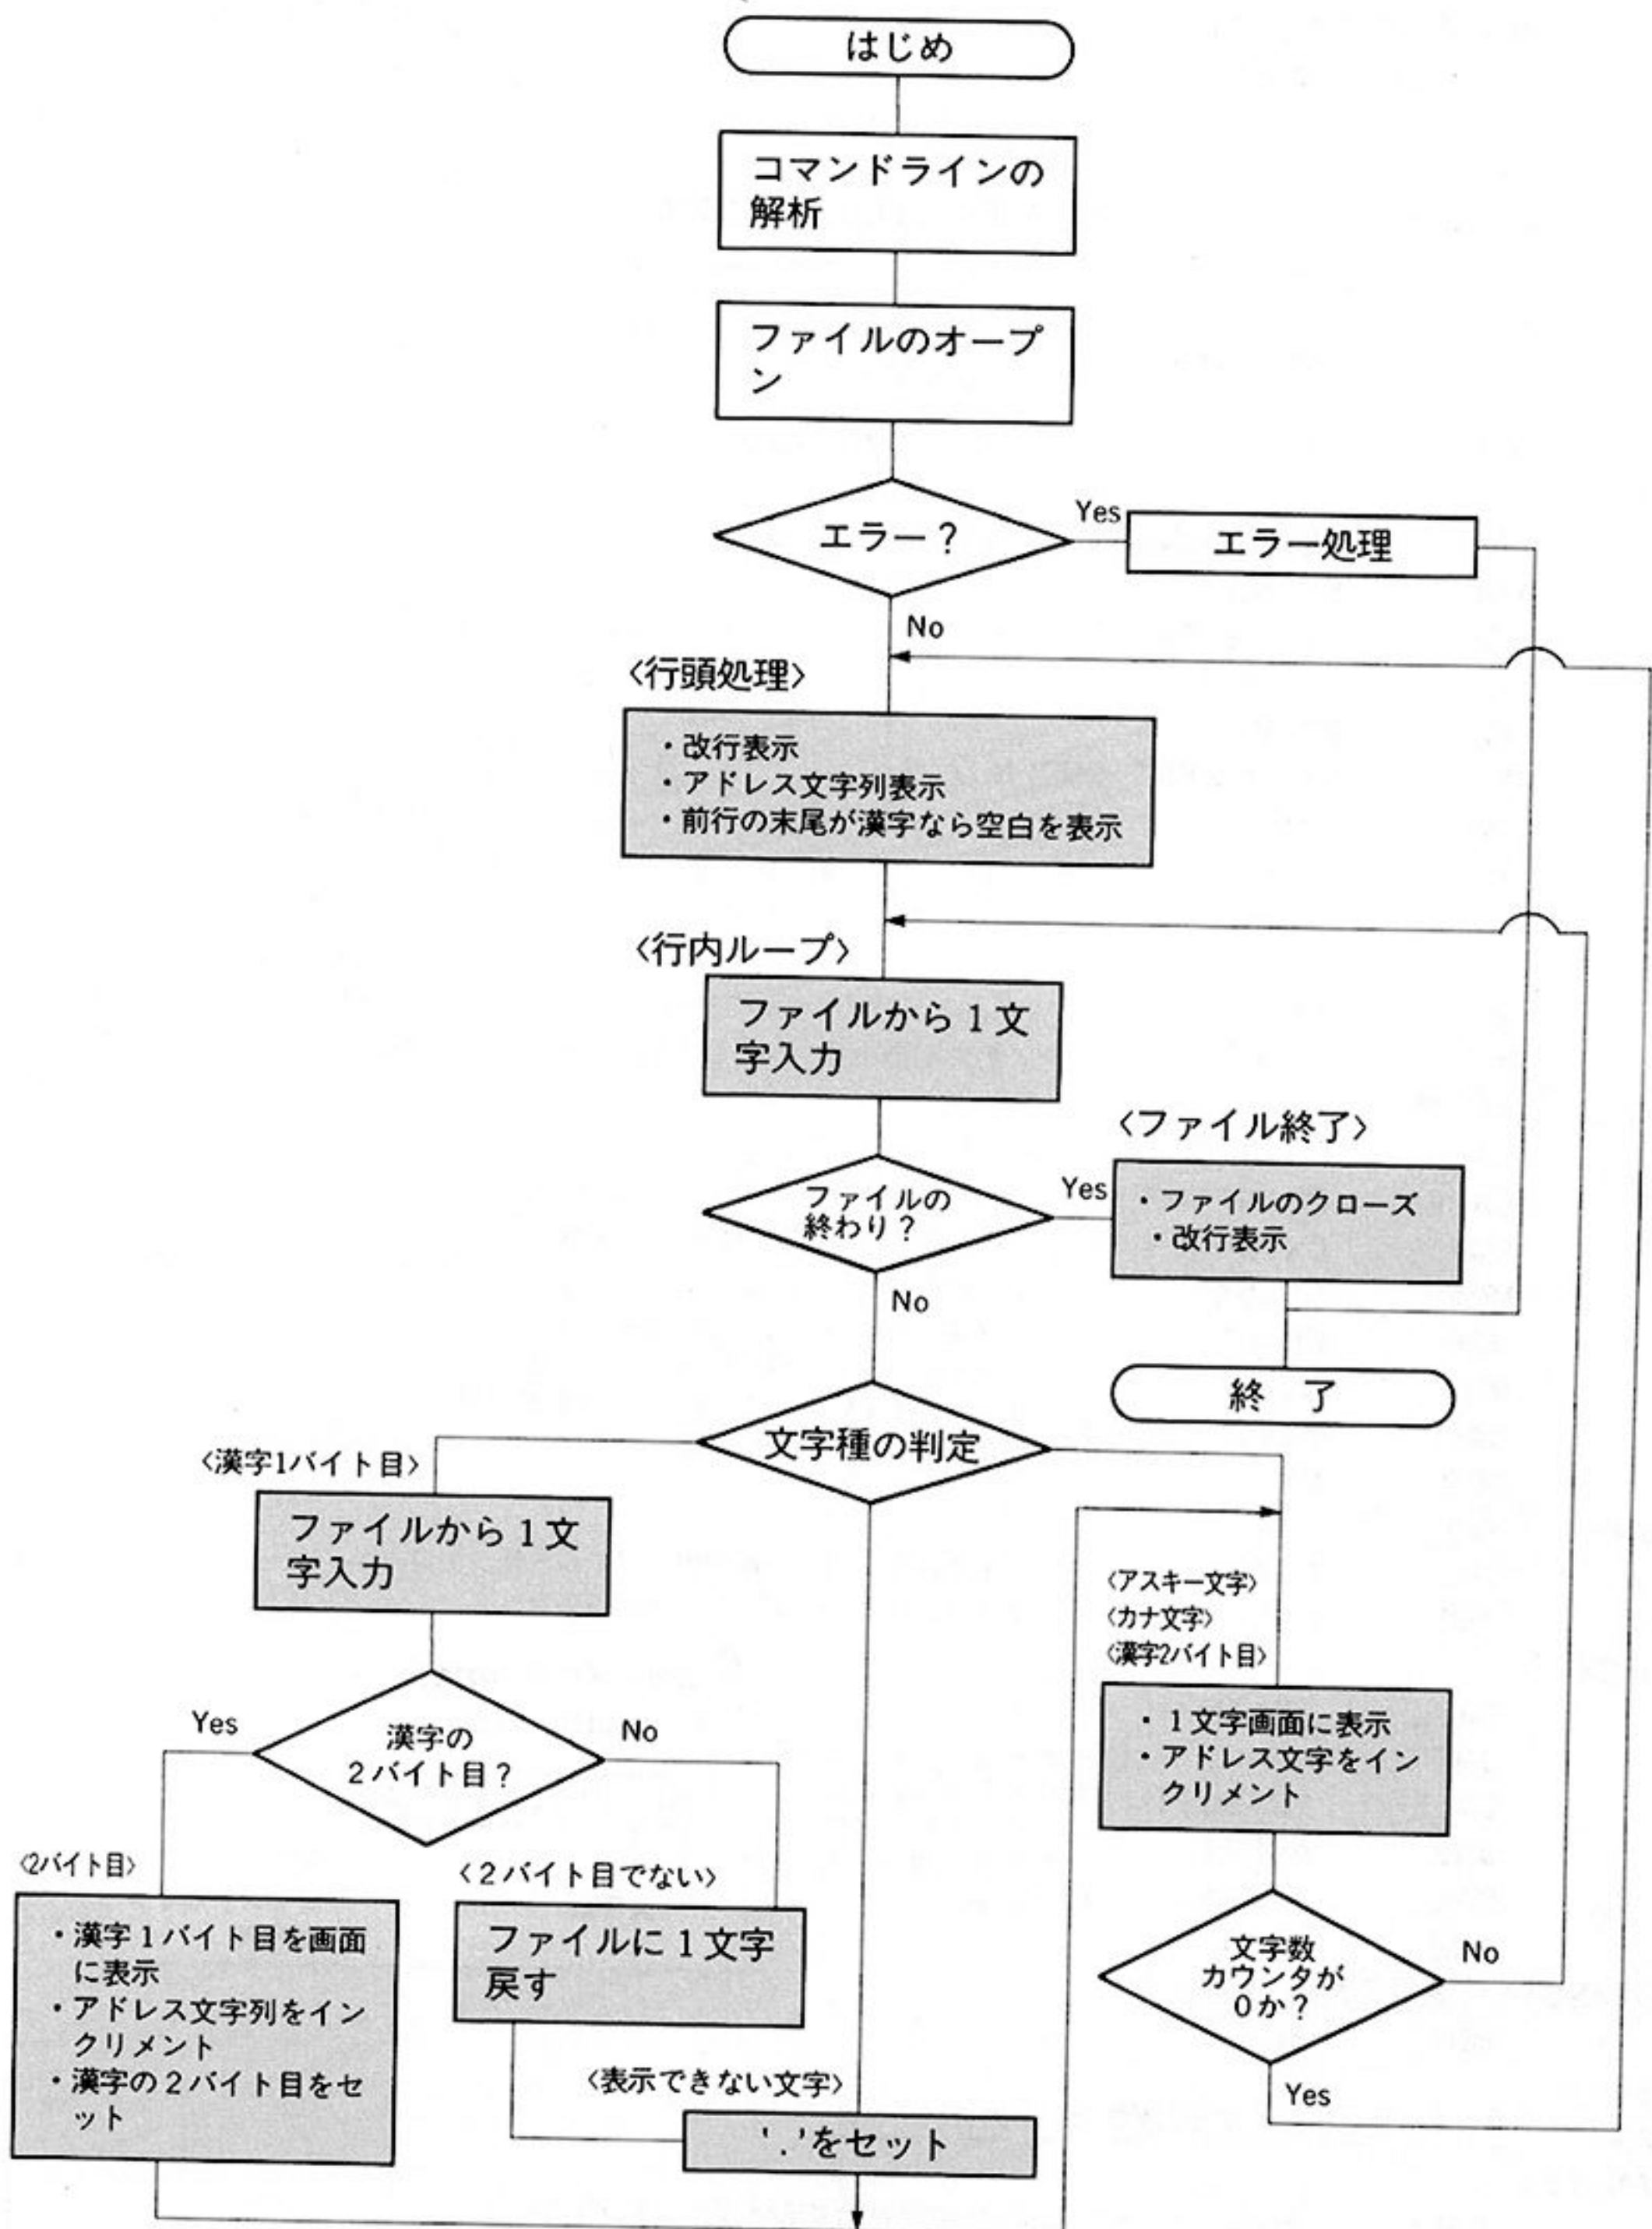 はじめ
コマンドラインの
解析
ファイルのオープ
ン
エラー？
Yes
エラー処理
No
〈行頭処理〉
・改行表示
・アドレス文字列表示
・前行の末尾が漢字なら空白を表示
〈行内ループ〉
ファイルから1文
字入力
ファイルの
終わり？
Yes
〈ファイル終了〉
・ファイルのクローズ
・改行表示
No
終　了
文字種の判定
〈漢字1バイト目〉
ファイルから1文
字入力
漢字の
2バイト目？
Yes
No
〈2バイト目〉
・漢字1バイト目を画面
に表示
・アドレス文字列をイン
クリメント
・漢字の2バイト目をセ
ット
〈2バイト目でない〉
ファイルに1文字
戻す
〈表示できない文字〉
'.'をセット
〈アスキー文字〉
〈カナ文字〉
〈漢字2バイト目〉
・1文字画面に表示
・アドレス文字をイン
クリメント
文字数
カウンタが
0か？
No
Yes